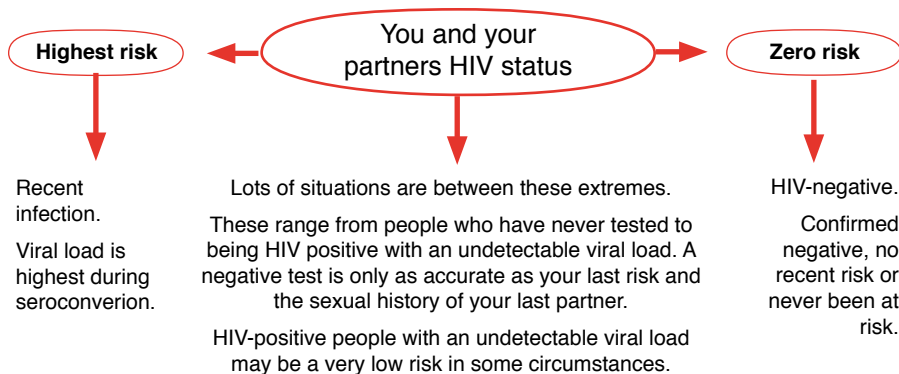 You and your
partners HIV status
Highest risk
Zero risk
Recent
infection.
Viral load is
highest during
seroconverion.
Lots of situations are between these extremes.
These range from people who have never tested to
being HIV positive with an undetectable viral load. A
negative test is only as accurate as your last risk and
the sexual history of your last partner.
HIV-positive people with an undetectable viral load
may be a very low risk in some circumstances.
HIV-negative.
Confirmed
negative, no
recent risk or
never been at
risk.